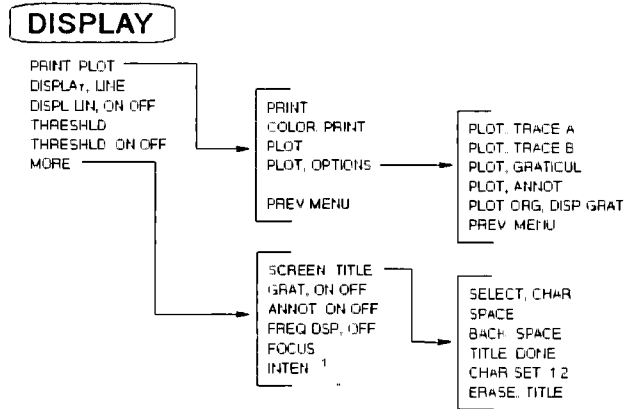 DISPLAY
PRINT PLOT
DISPLAY, LINE
DISPL LIN, ON OFF
THRESHLD
THRESHLD ON OFF
MORE
PRINT
COLOR PRINT
PLOT
PLOT, OPTIONS
PREV MENU
PLOT, TRACE A
PLOT, TRACE B
PLOT, GRATICUL
PLOT, ANNOT
PLOT ORG, DISP GRAT
PREV MENU
SCREEN TITLE
GRAT, ON OFF
ANNOT ON OFF
FREQ DSP, OFF
FOCUS
INTEN 1
SELECT, CHAR
SPACE
BACK SPACE
TITLE DONE
CHAR SET 1 2
ERASE, TITLE